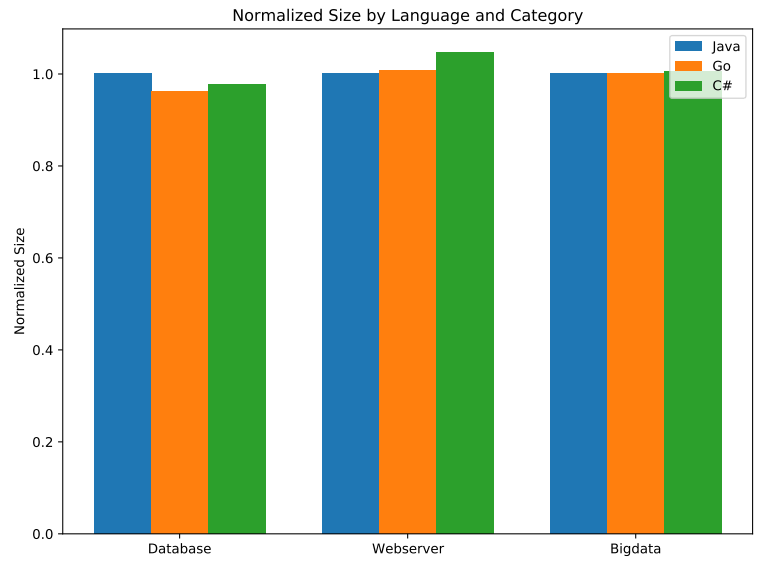 Normalized Size by Language and Category
Java
Go
C#
Normalized Size
1.0
0.8
0.6
0.4
0.2
0.0
Database
Webserver
Bigdata